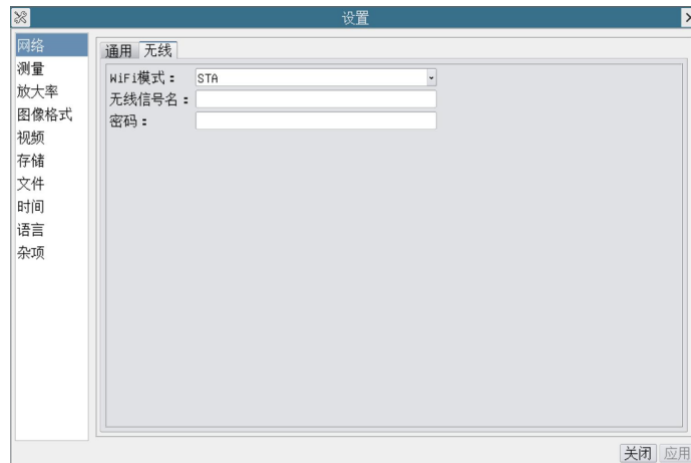 设置
网络
测量
放大率
图像格式
视频
存储
文件
时间
语言
杂项
通用 无线
WiFi模式： STA
无线信号名：
密码：
关闭 应用